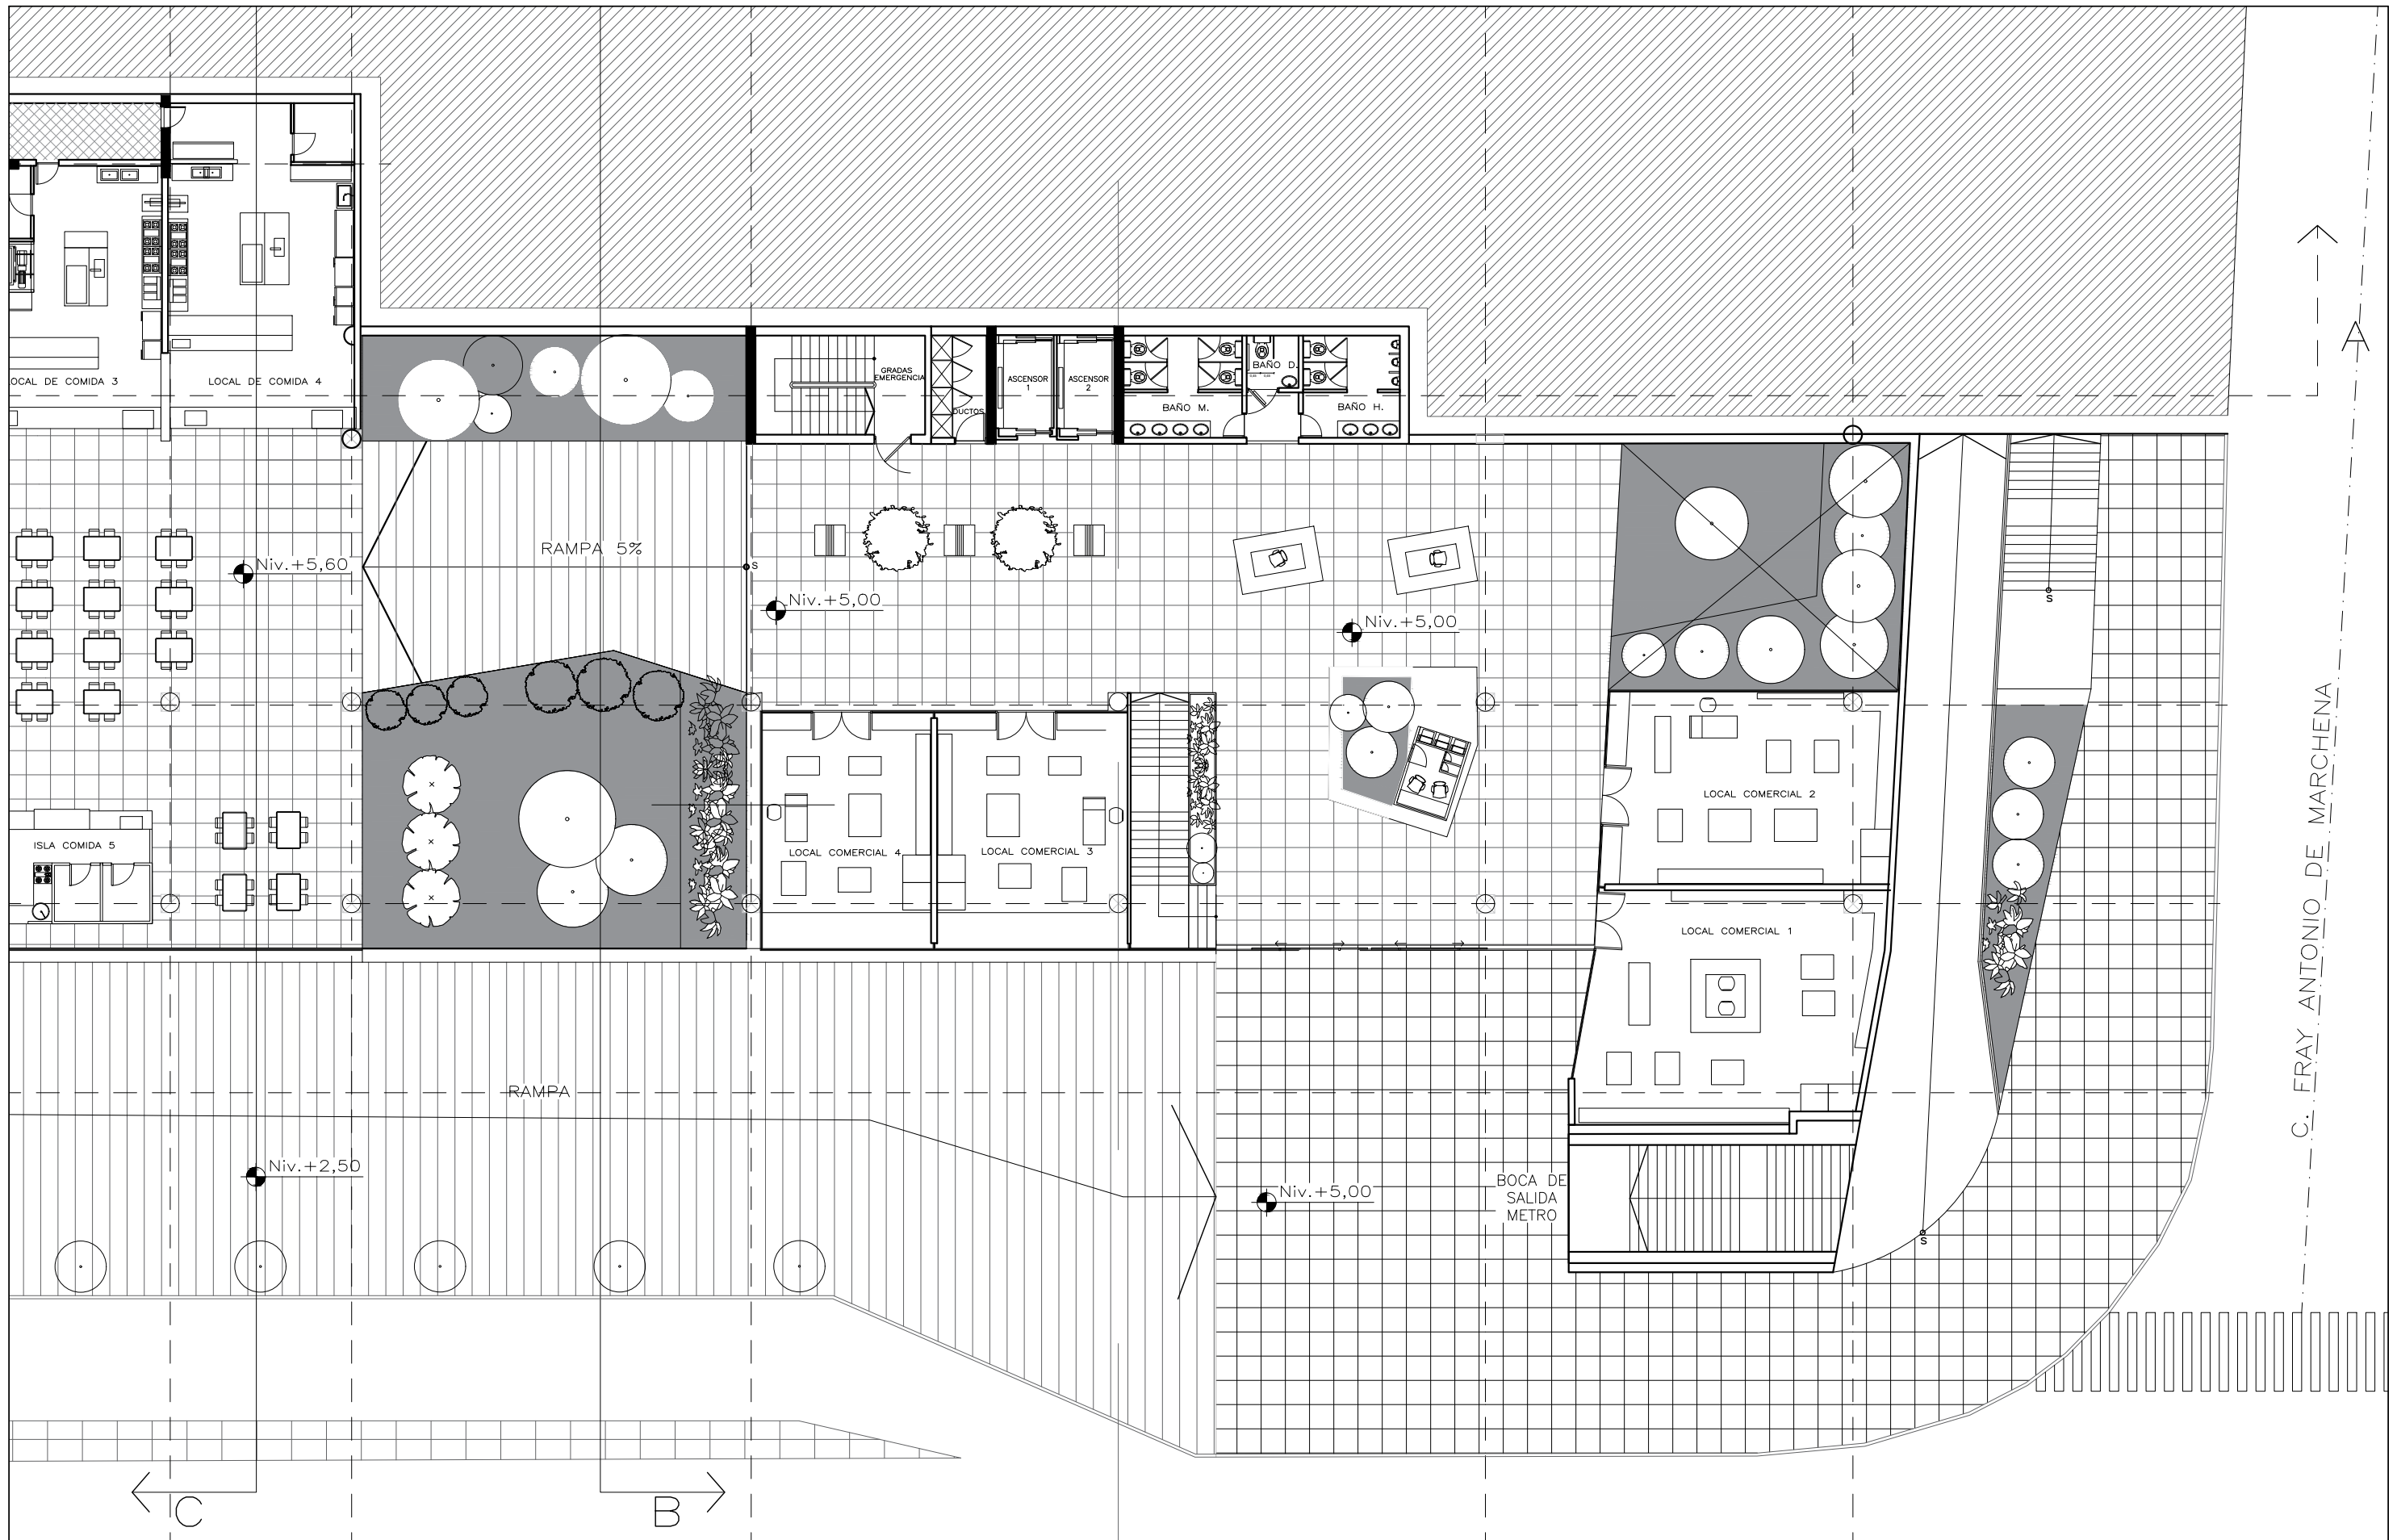 OCAL DE COMIDA 3
LOCAL DE COMIDA 4
GRADAS
EMERGENCIA
DUCTOS
ASCENSOR
1
ASCENSOR
2
BAÑO M.
BAÑO D.
BAÑO H.
A
RAMPA 5%
S
Niv.+5,60
Niv.+5,00
Niv.+5,00
S
C. FRAY ANTONIO DE MARCHENA
ISLA COMIDA 5
LOCAL COMERCIAL 4
LOCAL COMERCIAL 3
LOCAL COMERCIAL 2
LOCAL COMERCIAL 1
RAMPA
Niv.+2,50
Niv.+5,00
BOCA DE
SALIDA
METRO
S
C
B